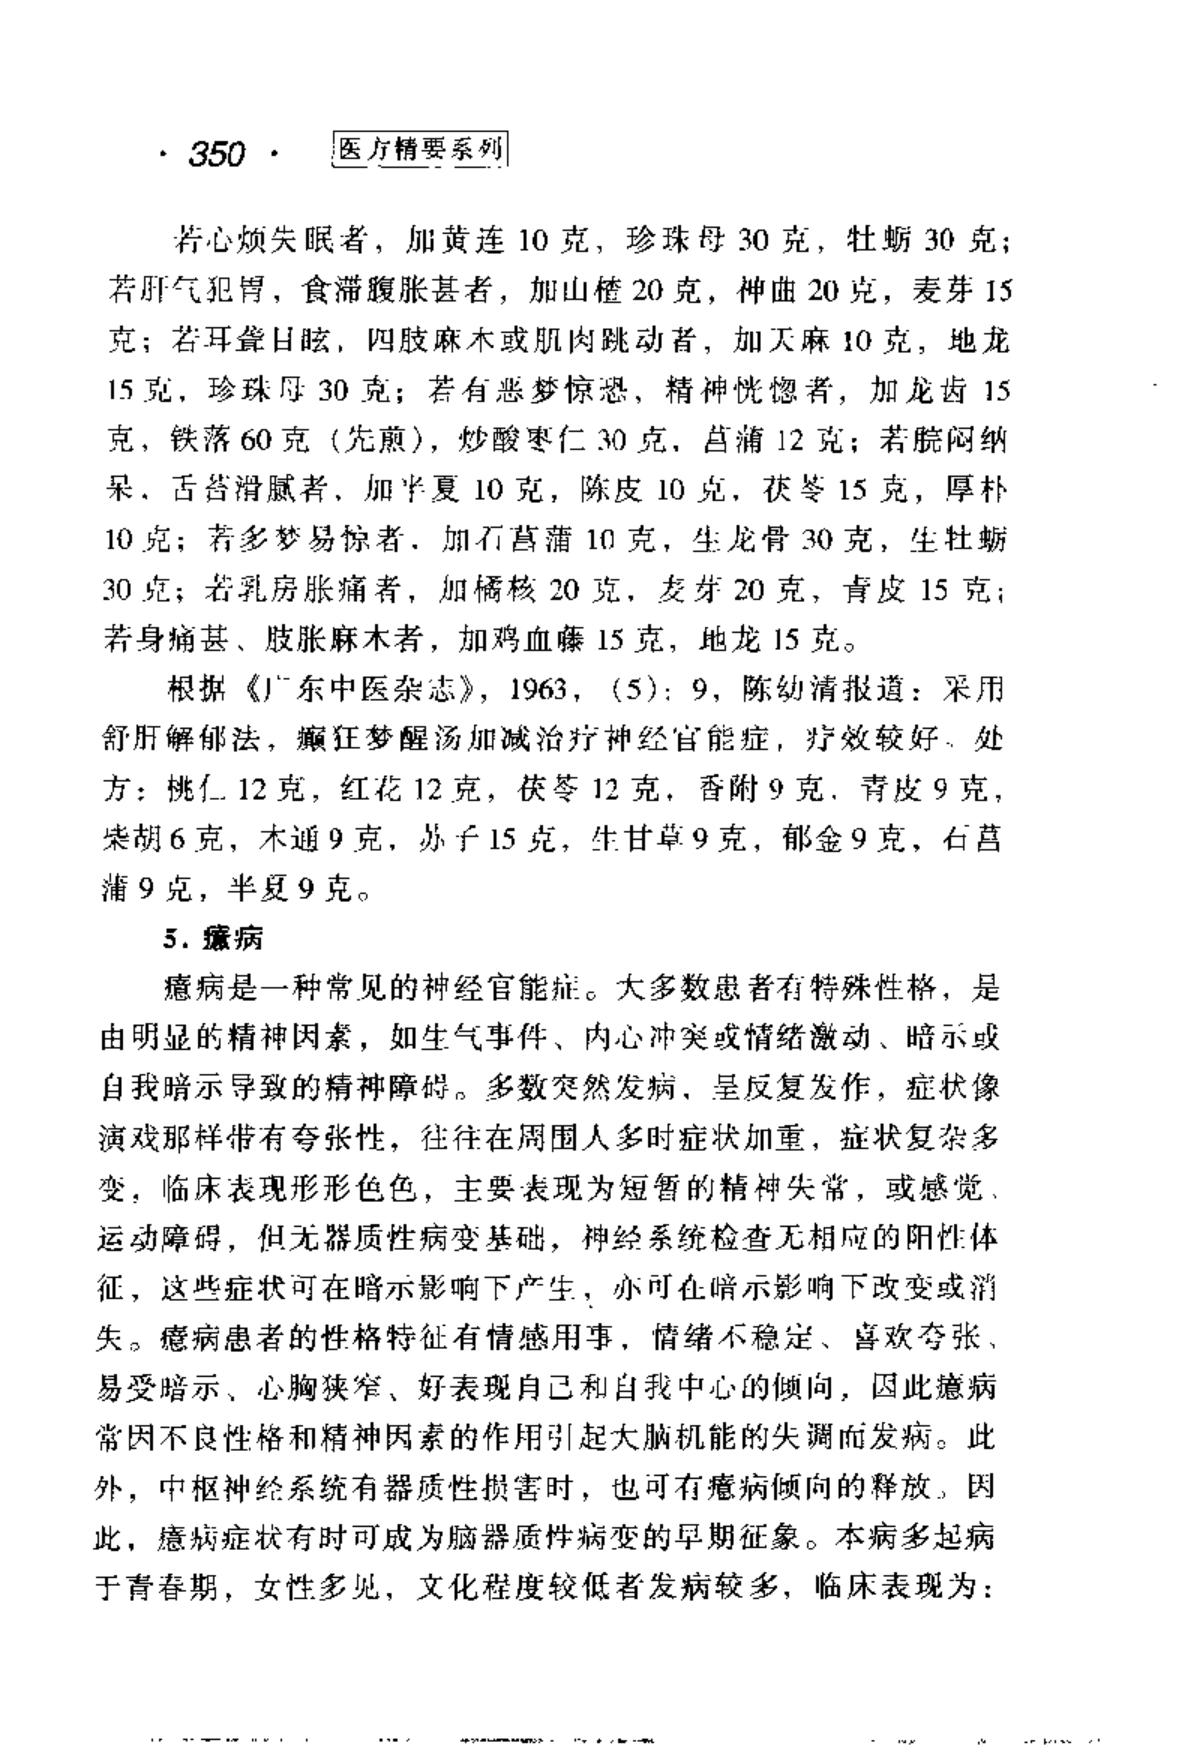 · 350 · 医方精要系列
若心烦失眠者，加黄连 10 克，珍珠母 30 克，牡蛎 30 克；
若肝气犯胃，食滞腹胀甚者，加山楂 20 克，神曲 20 克，麦芽 15
克；若耳聋目眩，四肢麻木或肌肉跳动者，加天麻 10 克，地龙
15 克，珍珠母 30 克；若有恶梦惊恐，精神恍惚者，加龙齿 15
克，铁落 60 克（先煎），炒酸枣仁 30 克，菖蒲 12 克；若脘闷纳
呆，舌苔滑腻者，加半夏 10 克，陈皮 10 克，茯苓 15 克，厚朴
10 克；若多梦易惊者，加石菖蒲 10 克，生龙骨 30 克，生牡蛎
30 克；若乳房胀痛者，加橘核 20 克，麦芽 20 克，青皮 15 克；
若身痛甚、肢胀麻木者，加鸡血藤 15 克，地龙 15 克。
根据《广东中医杂志》，1963，（5）：9，陈幼清报道：采用
舒肝解郁法，癫狂梦醒汤加减治疗神经官能症，疗效较好。处
方：桃仁 12 克，红花 12 克，茯苓 12 克，香附 9 克，青皮 9 克，
柴胡 6 克，木通 9 克，苏子 15 克，生甘草 9 克，郁金 9 克，石菖
蒲 9 克，半夏 9 克。
5. 癔病
癔病是一种常见的神经官能症。大多数患者有特殊性格，是
由明显的精神因素，如生气事件、内心冲突或情绪激动、暗示或
自我暗示导致的精神障碍。多数突然发病，呈反复发作，症状像
演戏那样带有夸张性，往往在周围人多时症状加重，症状复杂多
变，临床表现形形色色，主要表现为短暂的精神失常，或感觉、
运动障碍，但无器质性病变基础，神经系统检查无相应的阳性体
征，这些症状可在暗示影响下产生，亦可在暗示影响下改变或消
失。癔病患者的性格特征有情感用事，情绪不稳定、喜欢夸张、
易受暗示、心胸狭窄、好表现自己和自我中心的倾向，因此癔病
常因不良性格和精神因素的作用引起大脑机能的失调而发病。此
外，中枢神经系统有器质性损害时，也可有癔病倾向的释放。因
此，癔病症状有时可成为脑器质性病变的早期征象。本病多起病
于青春期，女性多见，文化程度较低者发病较多，临床表现为：